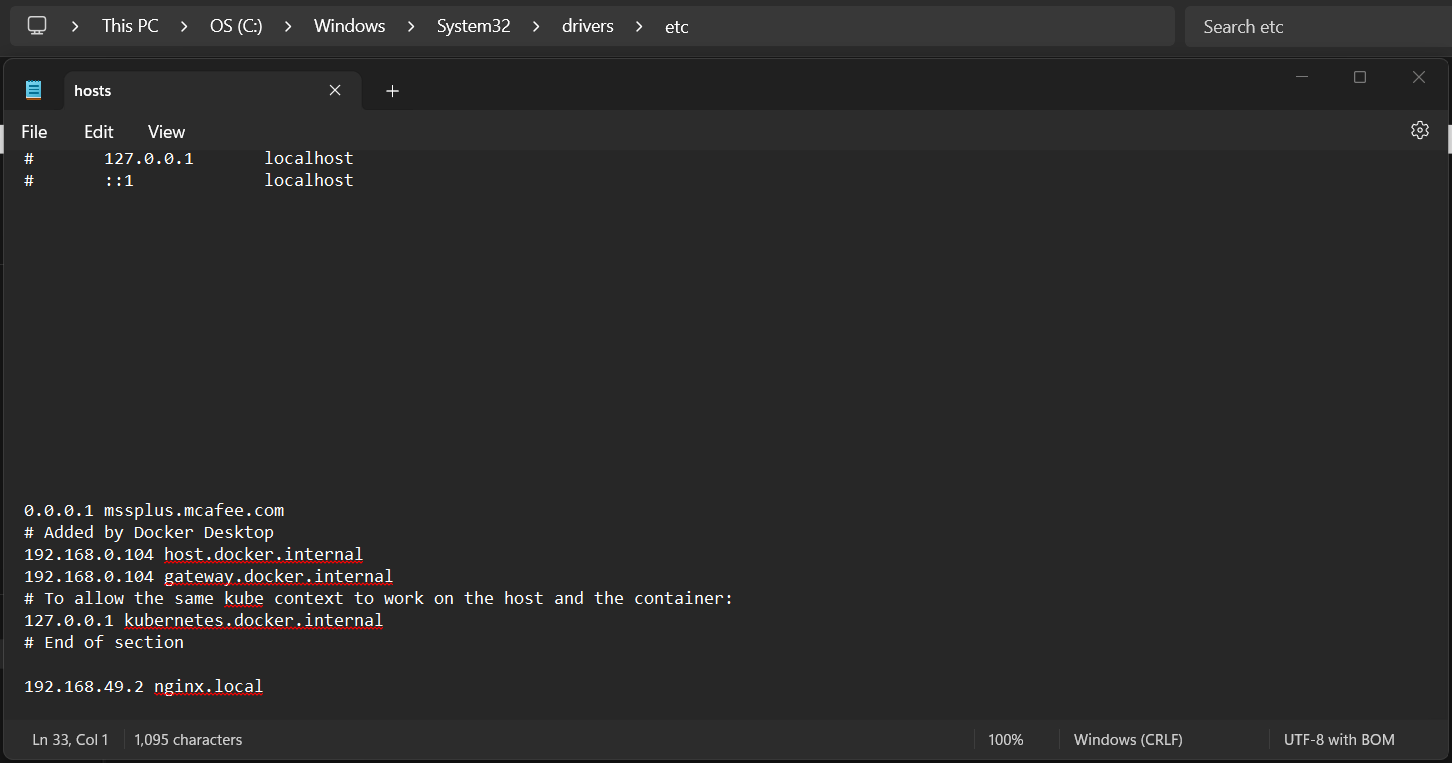 This PC > OS (C:) > Windows > System32 > drivers > etc
Search etc
hosts
File Edit View
# 127.0.0.1 localhost
# ::1 localhost
0.0.0.1 mssplus.mcafee.com
# Added by Docker Desktop
192.168.0.104 host.docker.internal
192.168.0.104 gateway.docker.internal
# To allow the same kube context to work on the host and the container:
127.0.0.1 kubernetes.docker.internal
# End of section
192.168.49.2 nginx.local
Ln 33, Col 1 1,095 characters 100% Windows (CRLF) UTF-8 with BOM